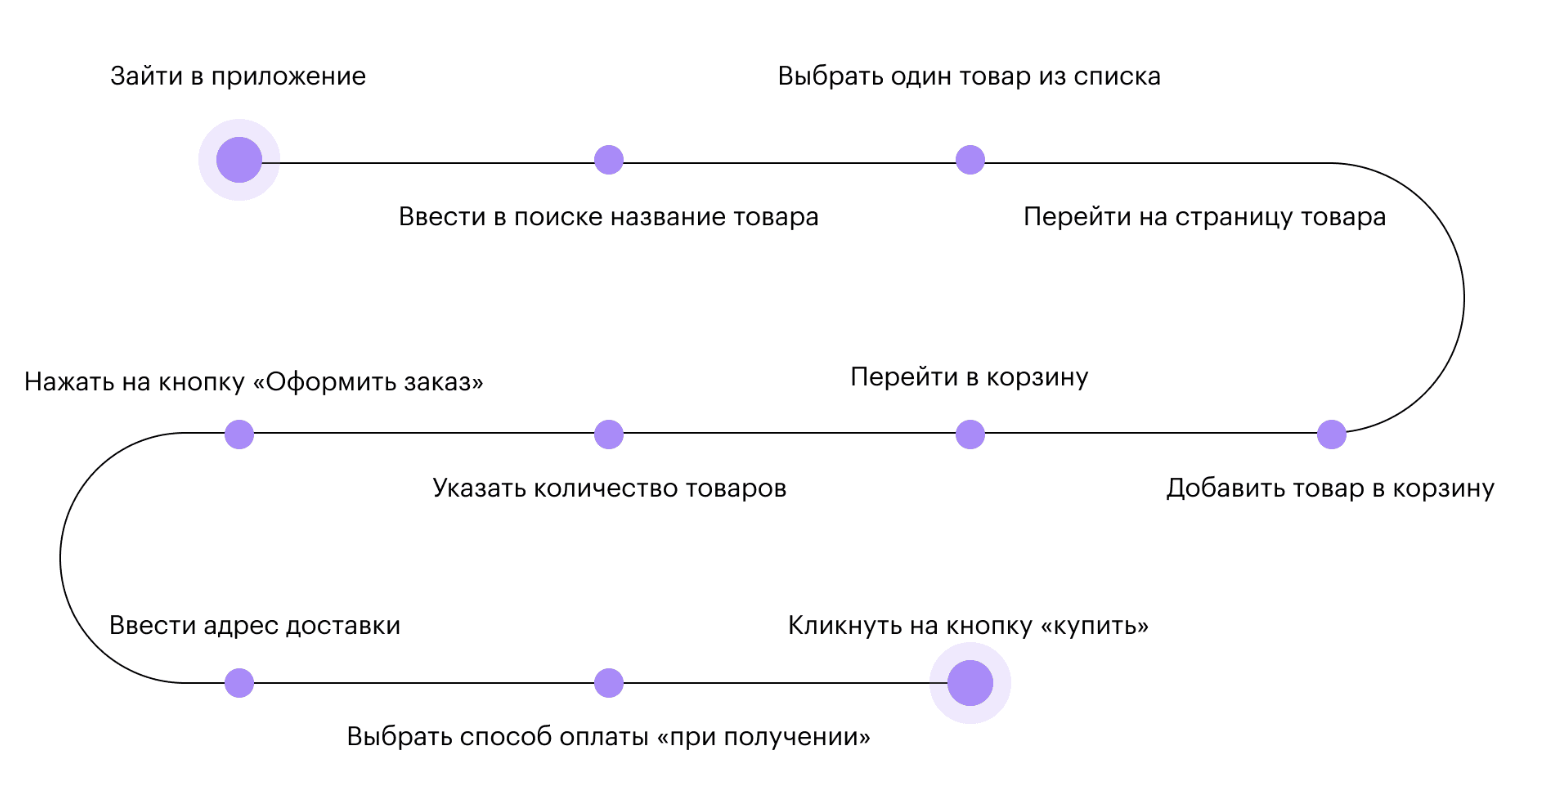 Зайти в приложение
Выбрать один товар из списка
Ввести в поиске название товара
Перейти на страницу товара
Нажать на кнопку «Оформить заказ»
Перейти в корзину
Указать количество товаров
Добавить товар в корзину
Ввести адрес доставки
Кликнуть на кнопку «купить»
Выбрать способ оплаты «при получении»